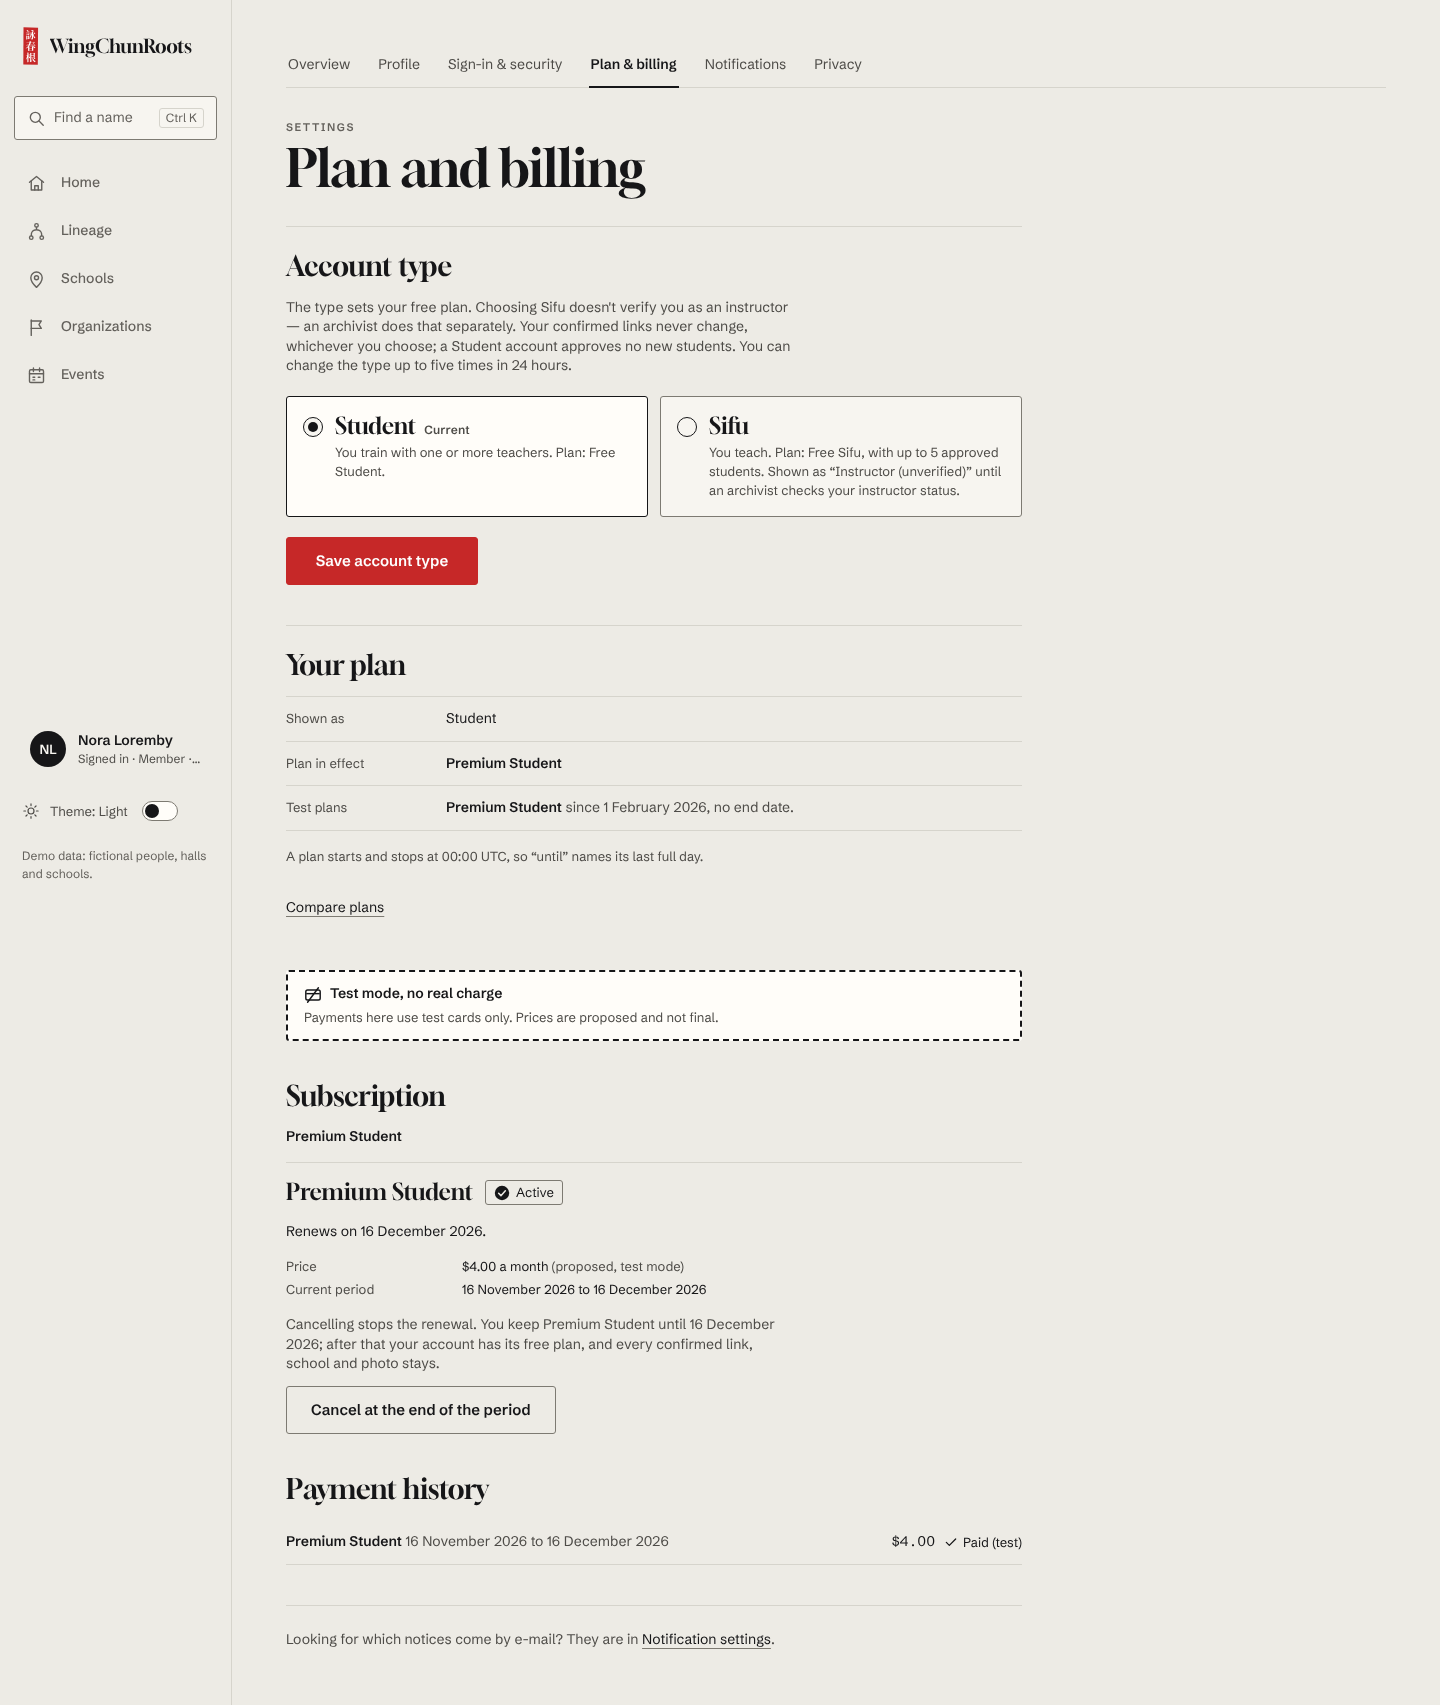 詠春根
WingChunRoots
Find a name Ctrl K
Home
Lineage
Schools
Organizations
Events
NL
Nora Loremby
Signed in · Member ·…
Theme: Light
Demo data: fictional people, halls
and schools.
Overview Profile Sign-in & security Plan & billing Notifications Privacy
SETTINGS
Plan and billing
Account type
The type sets your free plan. Choosing Sifu doesn't verify you as an instructor
— an archivist does that separately. Your confirmed links never change,
whichever you choose; a Student account approves no new students. You can
change the type up to five times in 24 hours.
Student Current
You train with one or more teachers. Plan: Free
Student.
Sifu
You teach. Plan: Free Sifu, with up to 5 approved
students. Shown as “Instructor (unverified)” until
an archivist checks your instructor status.
Save account type
Your plan
Shown as Student
Plan in effect Premium Student
Test plans Premium Student since 1 February 2026, no end date.
A plan starts and stops at 00:00 UTC, so “until” names its last full day.
Compare plans
Test mode, no real charge
Payments here use test cards only. Prices are proposed and not final.
Subscription
Premium Student
Premium Student Active
Renews on 16 December 2026.
Price $4.00 a month (proposed, test mode)
Current period 16 November 2026 to 16 December 2026
Cancelling stops the renewal. You keep Premium Student until 16 December
2026; after that your account has its free plan, and every confirmed link,
school and photo stays.
Cancel at the end of the period
Payment history
Premium Student 16 November 2026 to 16 December 2026 $4.00 Paid (test)
Looking for which notices come by e-mail? They are in Notification settings.